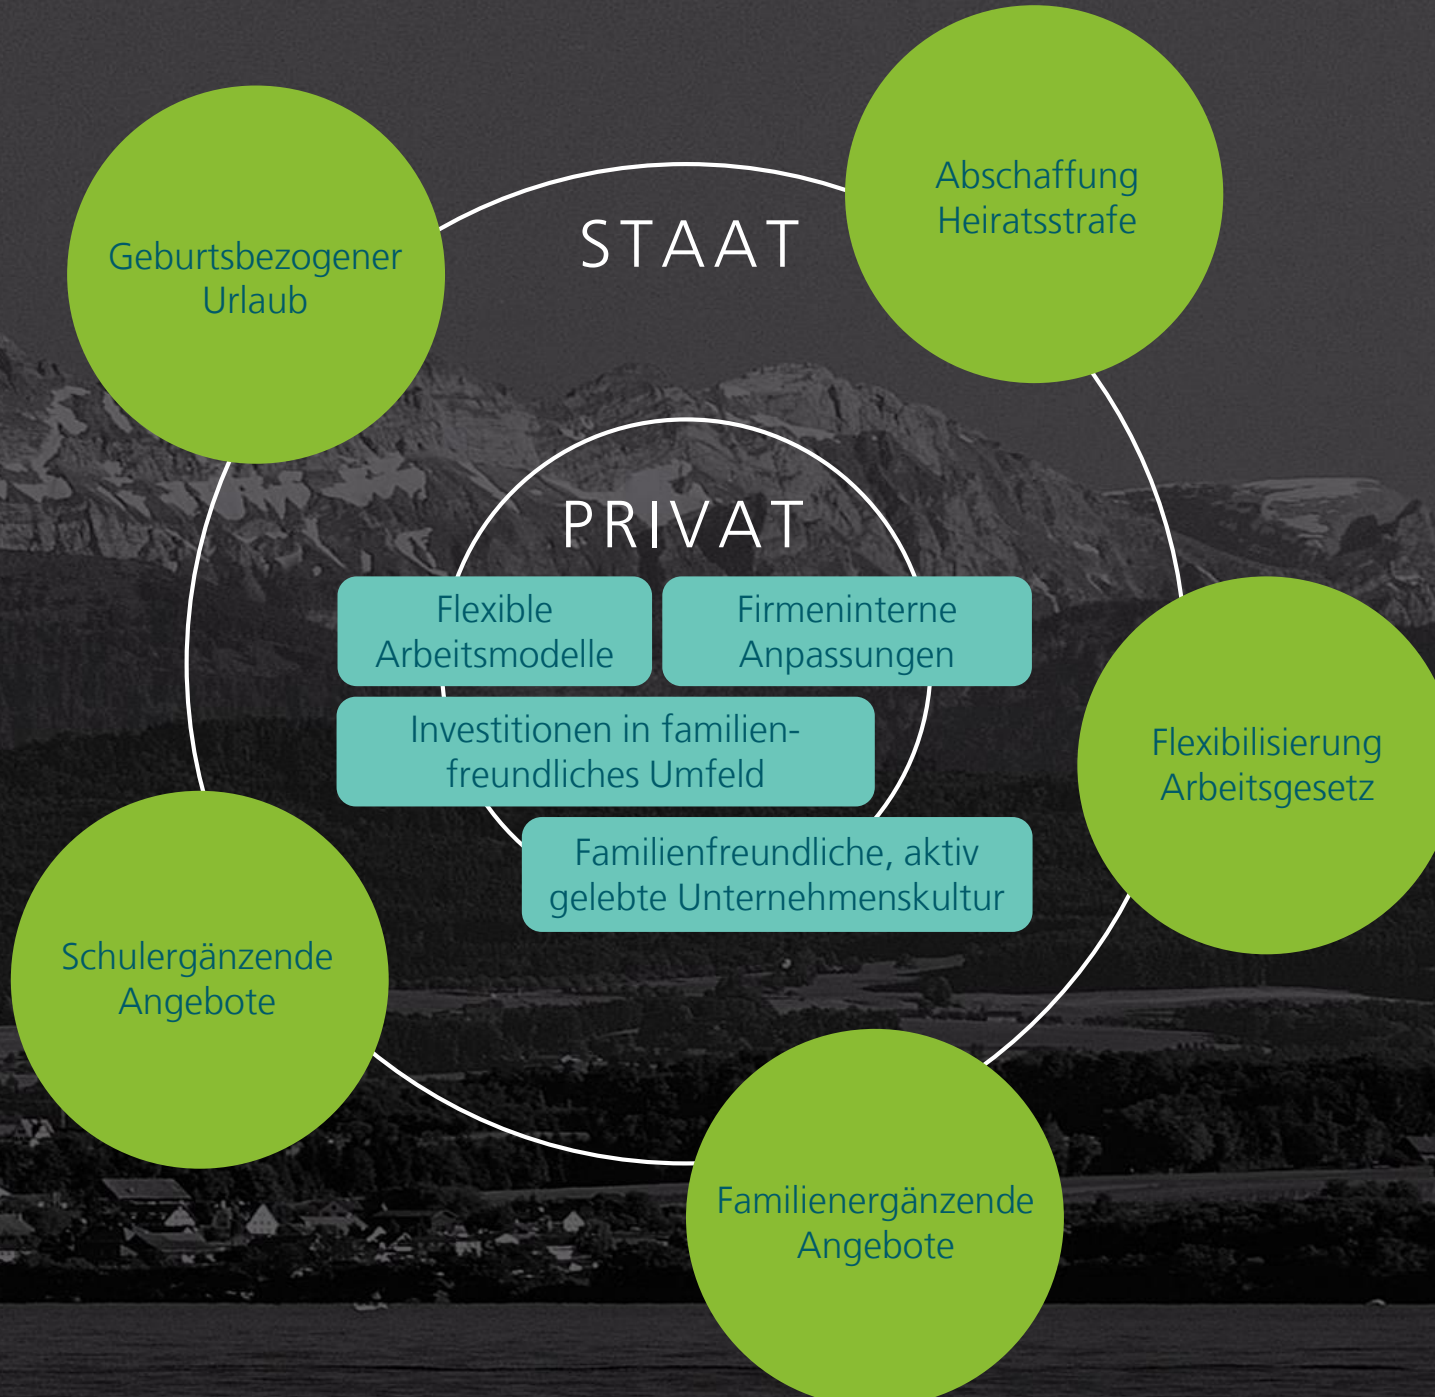 STAAT
Geburtsbezogener
Urlaub
Abschaffung
Heiratsstrafe
PRIVAT
Flexible
Arbeitsmodelle
Firmeninterne
Anpassungen
Investitionen in familien-
freundliches Umfeld
Familienfreundliche, aktiv
gelebte Unternehmenskultur
Flexibilisierung
Arbeitsgesetz
Schulergänzende
Angebote
Familienergänzende
Angebote